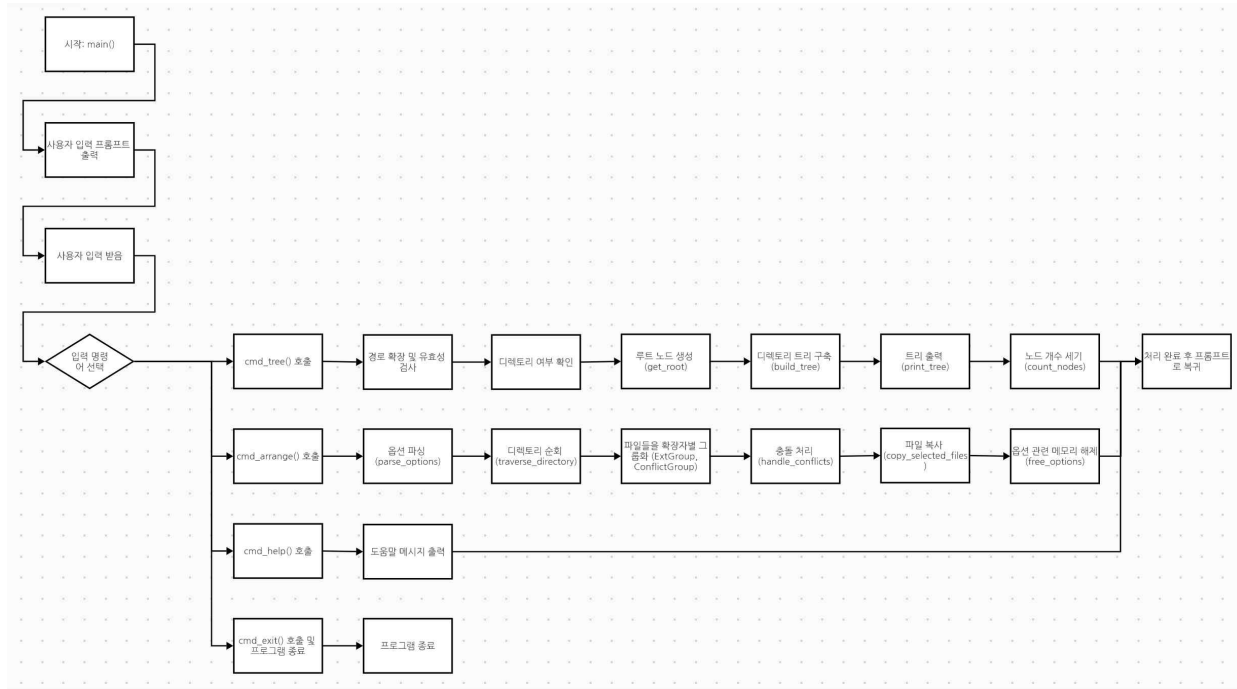 시작: main()
사용자 입력 프롬프트
출력
사용자 입력 받음
입력 명령
어 선택
cmd_tree() 호출
경로 확장 및 유효성
검사
디렉토리 여부 확인
루트 노드 생성
(get_root)
디렉토리 트리 구축
(build_tree)
트리 출력
(print_tree)
노드 개수 세기
(count_nodes)
처리 완료 후 프롬프트
로 복귀
cmd_arrange() 호출
옵션 파싱
(parse_options)
디렉토리 순회
(traverse_directory)
파일들을 확장자별 그
룹화 (ExtGroup,
ConflictGroup)
충돌 처리
(handle_conflicts)
파일 복사
(copy_selected_files
)
옵션 관련 메모리 해제
(free_options)
cmd_help() 호출
도움말 메시지 출력
cmd_exit() 호출 및
프로그램 종료
프로그램 종료